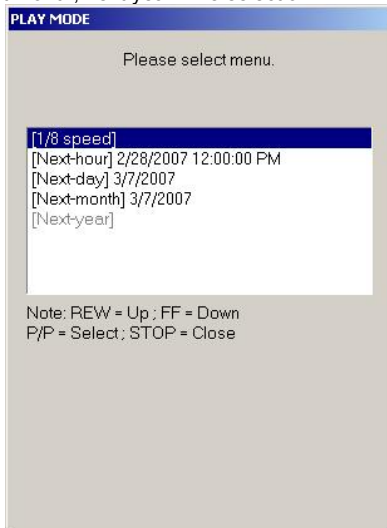 PLAY MODE
Please select menu.
[1/8 speed]
[Next-hour] 2/28/2007 12:00:00 PM
[Next-day] 3/7/2007
[Next-month] 3/7/2007
[Next-year]
Note: REW = Up ; FF = Down
P/P = Select ; STOP = Close